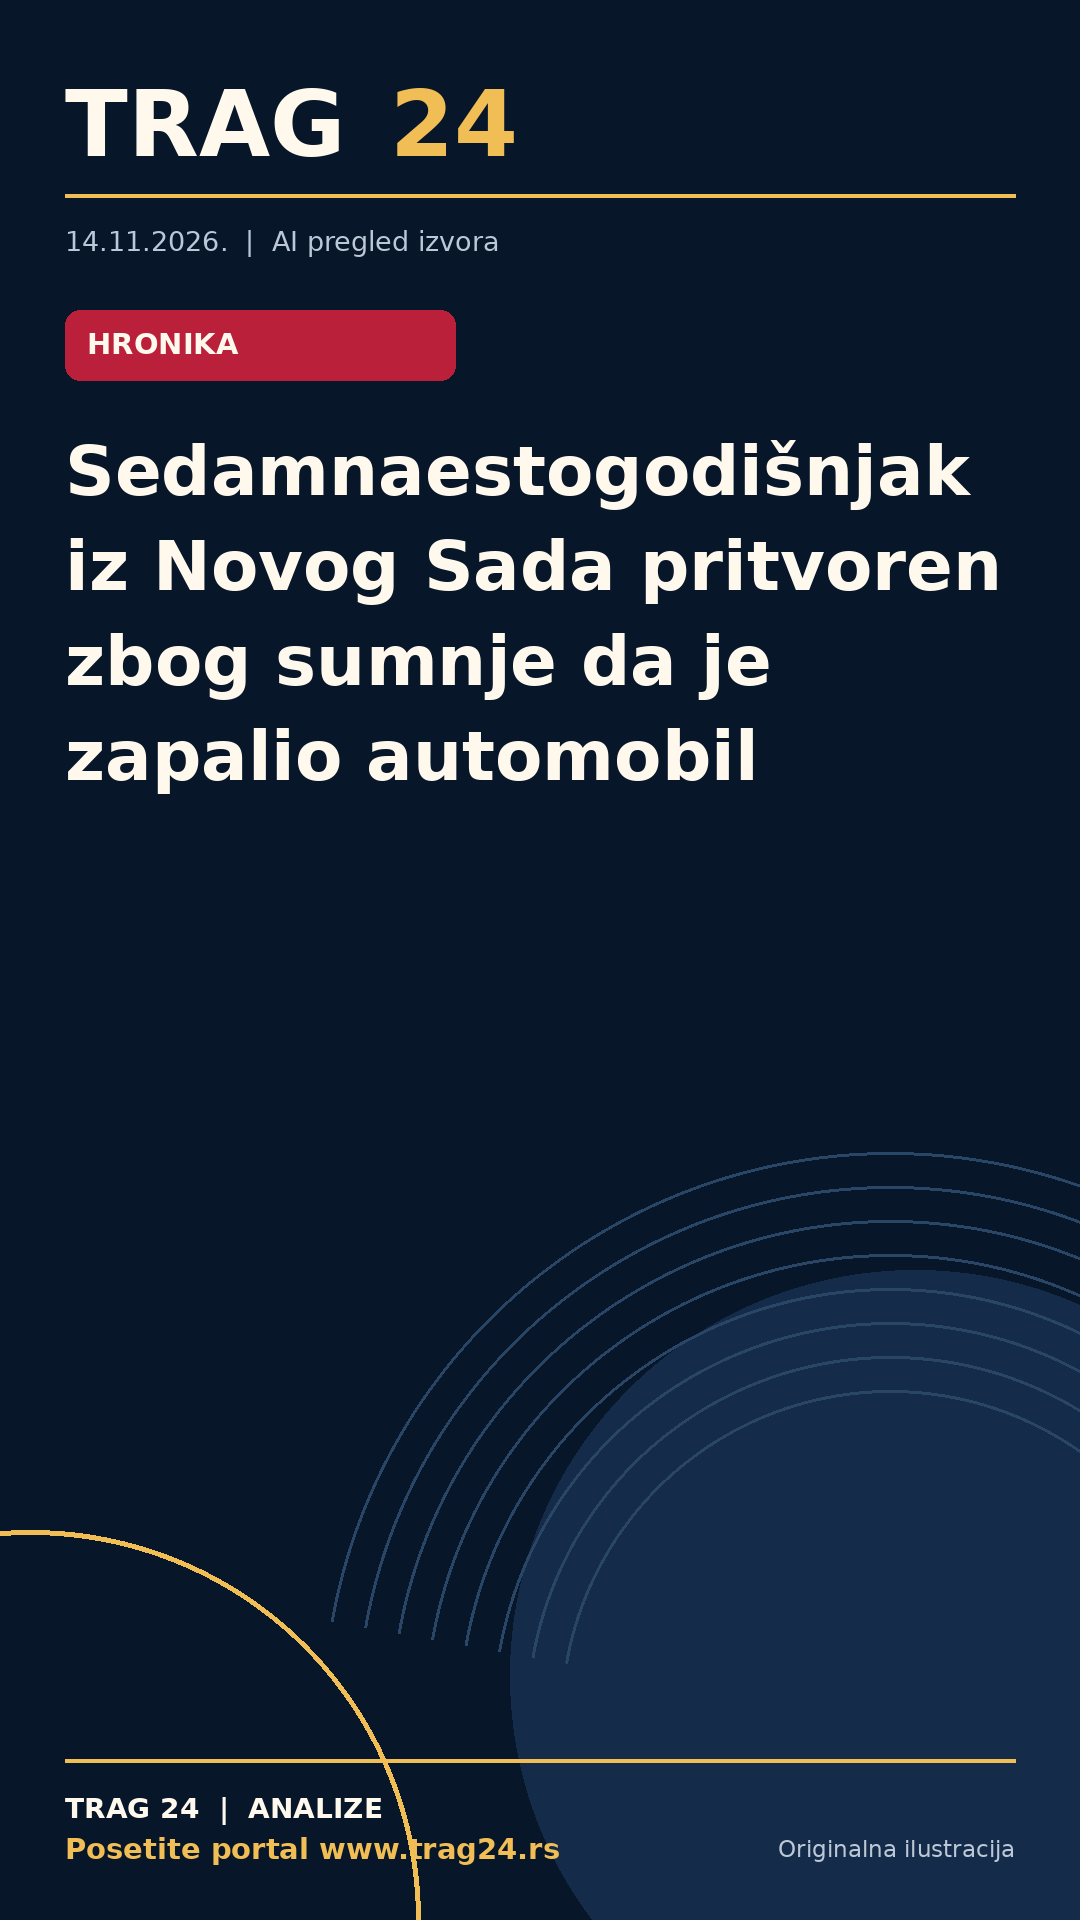 TRAG 24
14.11.2026. | AI pregled izvora
HRONIKA
Sedamnaestogodišnjak
iz Novog Sada pritvoren
zbog sumnje da je
zapalio automobil
TRAG 24 | ANALIZE
Posetite portal www.trag24.rs
Originalna ilustracija